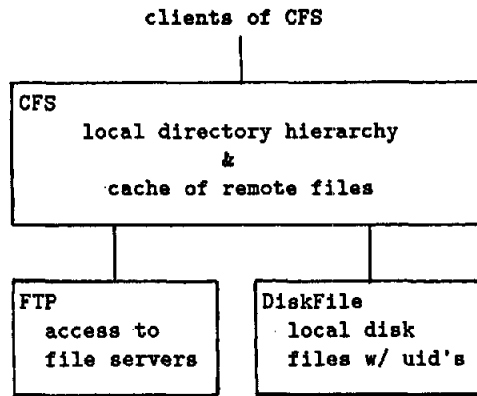 clients of CFS
CFS
local directory hierarchy
&
cache of remote files
FTP
access to
file servers
DiskFile
local disk
files w/ uid's